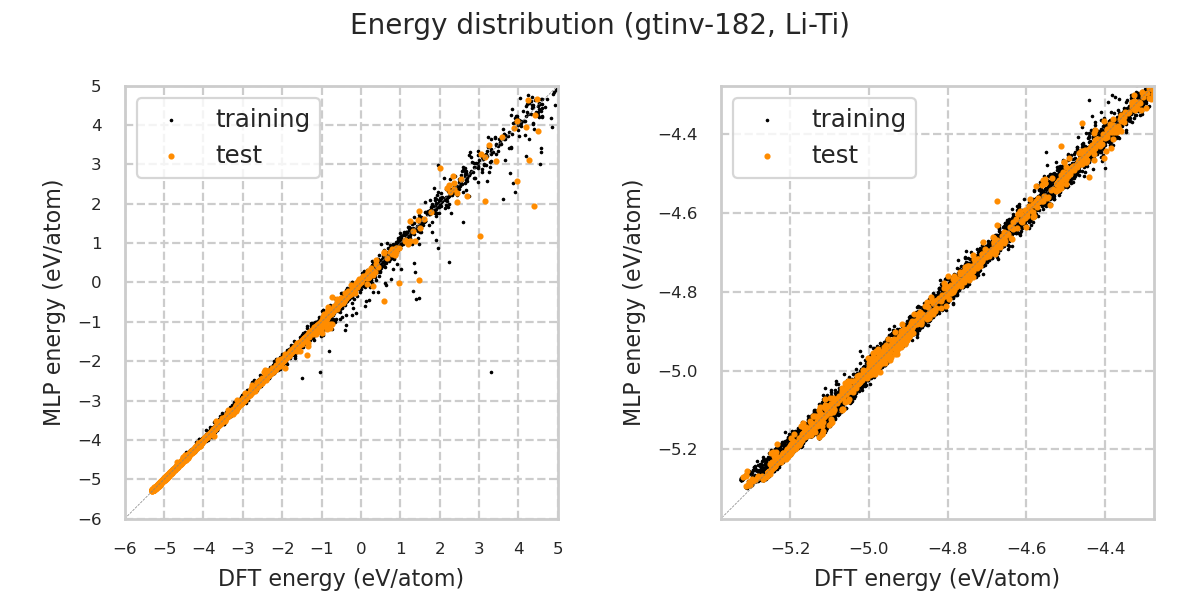 Energy distribution (gtinv-182, Li-Ti)
training
test
MLP energy (eV/atom)
5
4
3
2
1
0
−1
−2
−3
−4
−5
−6
−6 −5 −4 −3 −2 −1 0 1 2 3 4 5
DFT energy (eV/atom)
training
test
MLP energy (eV/atom)
−4.4
−4.6
−4.8
−5.0
−5.2
−5.2 −5.0 −4.8 −4.6 −4.4
DFT energy (eV/atom)